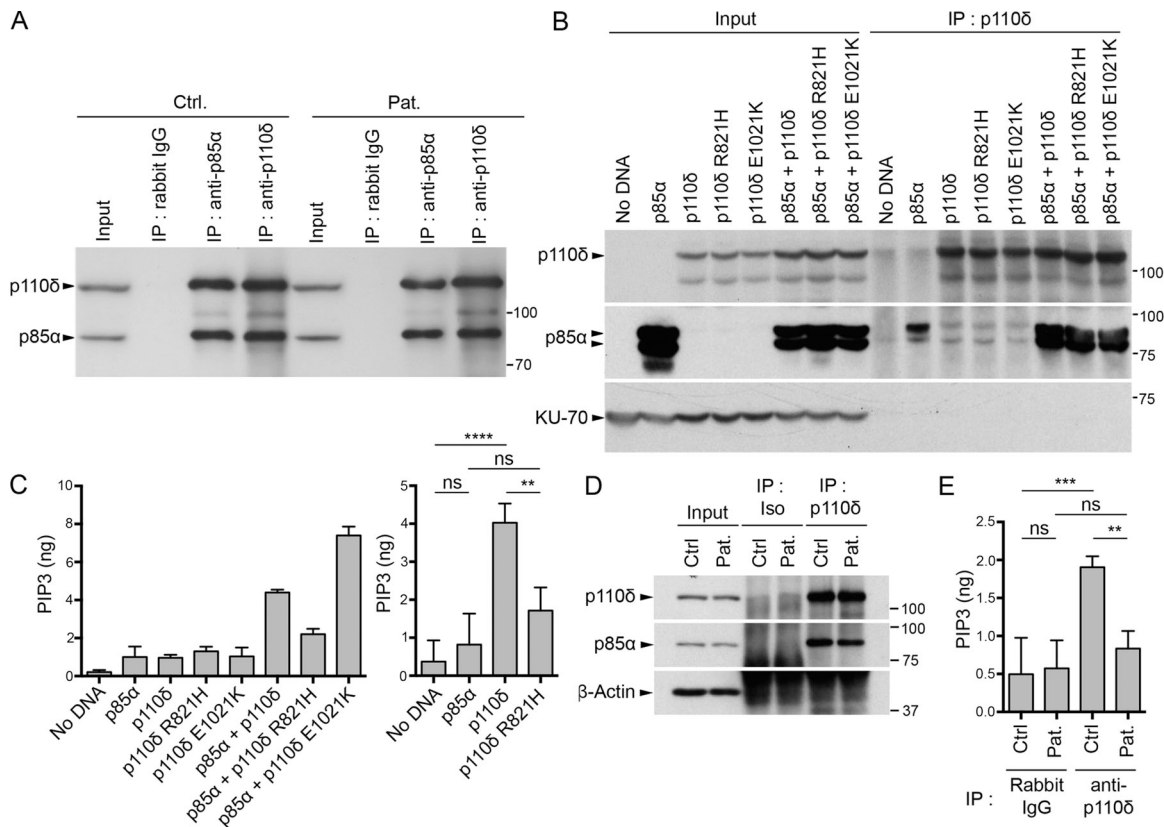 A
Ctrl.
Pat.
Input
IP : rabbit IgG
IP : anti-p85α
IP : anti-p110δ
Input
IP : rabbit IgG
IP : anti-p85α
IP : anti-p110δ
p110δ
p85α
-100
-70
B
Input
IP : p110δ
No DNA
p85α
p110δ
p110δ R821H
p110δ E1021K
p85α + p110δ
p85α + p110δ R821H
p85α + p110δ E1021K
No DNA
p85α
p110δ
p110δ R821H
p110δ E1021K
p85α + p110δ
p85α + p110δ R821H
p85α + p110δ E1021K
p110δ
100
p85α
75
KU-70
75
C
PIP3 (ng)
10
8
6
4
2
0
No DNA
p85α
p110δ
p110δ R821H
p110δ E1021K
p85α + p110δ
p85α + p110δ R821H
p85α + p110δ E1021K
PIP3 (ng)
5
4
3
2
1
0
****
ns
ns
**
No DNA
p85α
p110δ
p110δ R821H
D
Input
IP : Iso
IP : p110δ
Ctrl
Pat.
Ctrl
Pat.
Ctrl
Pat.
p110δ
100
p85α
100
75
β-Actin
37
E
PIP3 (ng)
2.5
2.0
1.5
1.0
0.5
0.0
***
ns
ns
**
Ctrl
Pat.
Ctrl
Pat.
IP :
Rabbit IgG
anti-p110δ